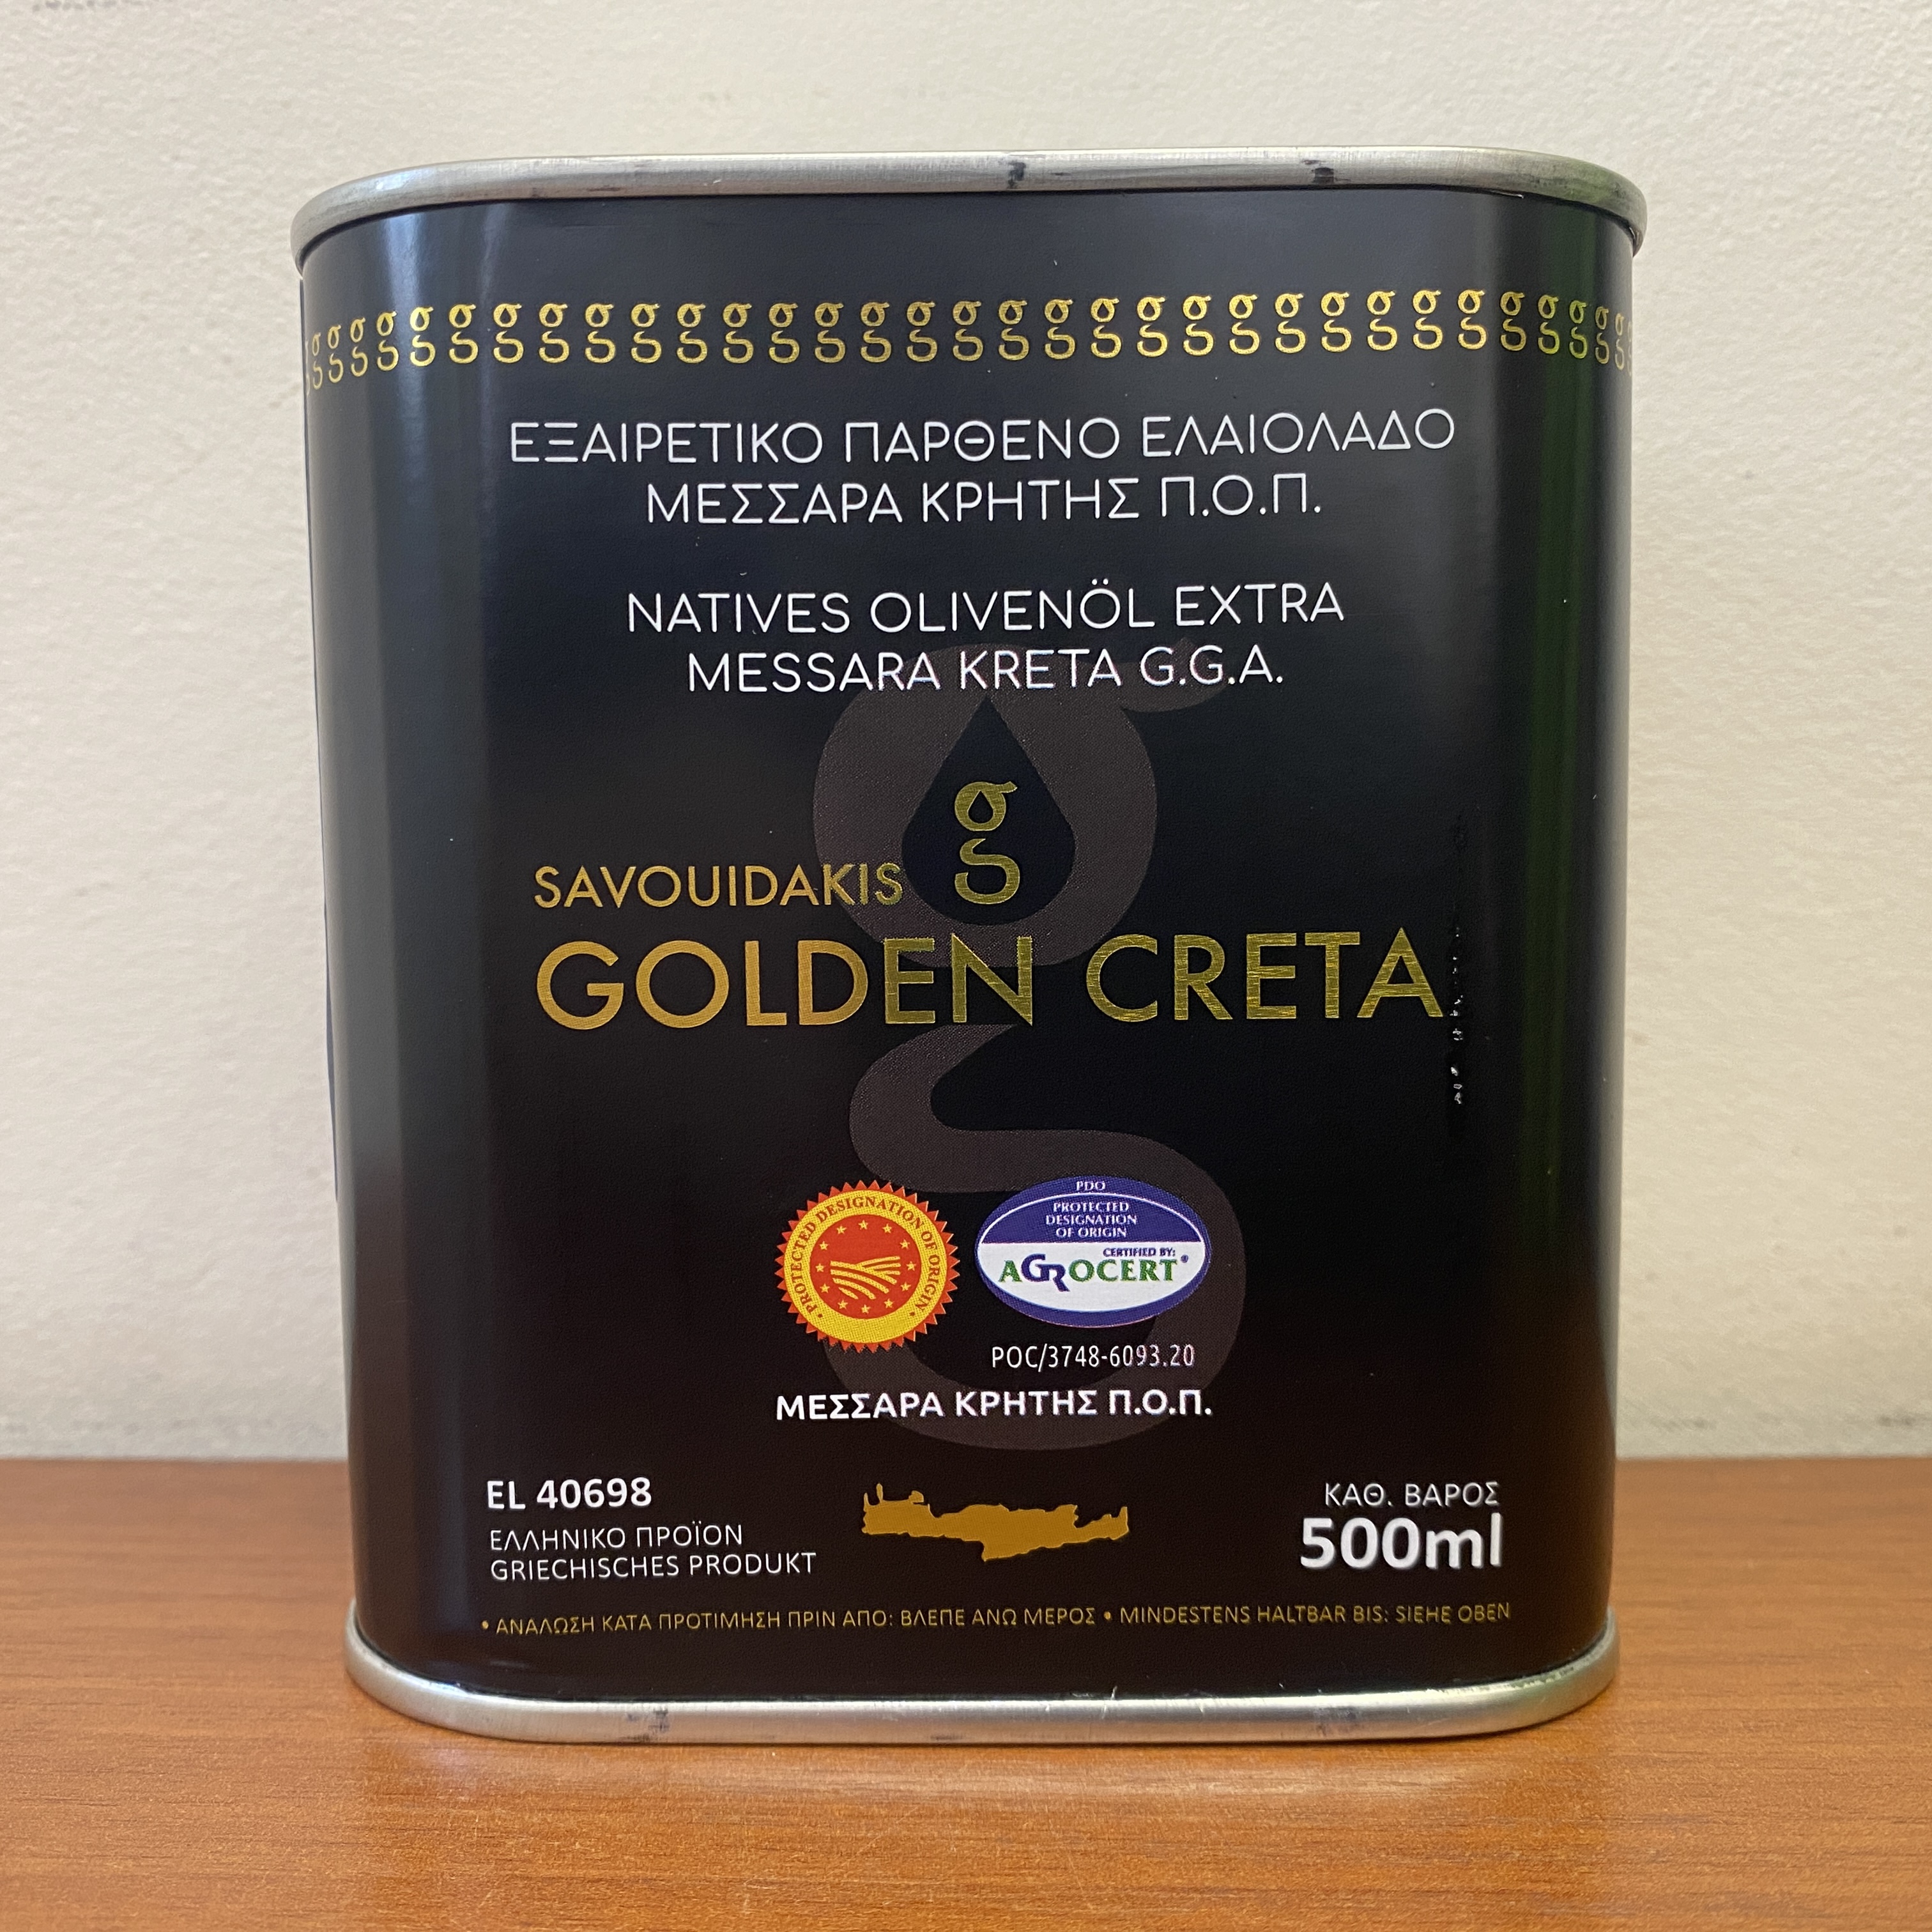 ΕΞΑΙΡΕΤΙΚΟ ΠΑΡΘΕΝΟ ΕΛΑΙΟΛΑΔΟ
ΜΕΣΣΑΡΑ ΚΡΗΤΗΣ Π.Ο.Π.
NATIVES OLIVENÖL EXTRA
MESSARA KRETA G.G.A.
g
SAVOUIDAKIS
GOLDEN CRETA
PROTECTED DESIGNATION OF ORIGIN
PDO
PROTECTED
DESIGNATION
OF ORIGIN
CERTIFIED BY:
AGROCERT®
POC/3748-6093.20
ΜΕΣΣΑΡΑ ΚΡΗΤΗΣ Π.Ο.Π.
EL 40698
ΕΛΛΗΝΙΚΟ ΠΡΟΪΟΝ
GRIECHISCHES PRODUKT
ΚΑΘ. ΒΑΡΟΣ
500ml
• ΑΝΑΛΩΣΗ ΚΑΤΑ ΠΡΟΤΙΜΗΣΗ ΠΡΙΝ ΑΠΟ: ΒΛΕΠΕ ΑΝΩ ΜΕΡΟΣ • MINDESTENS HALTBAR BIS: SIEHE OBEN